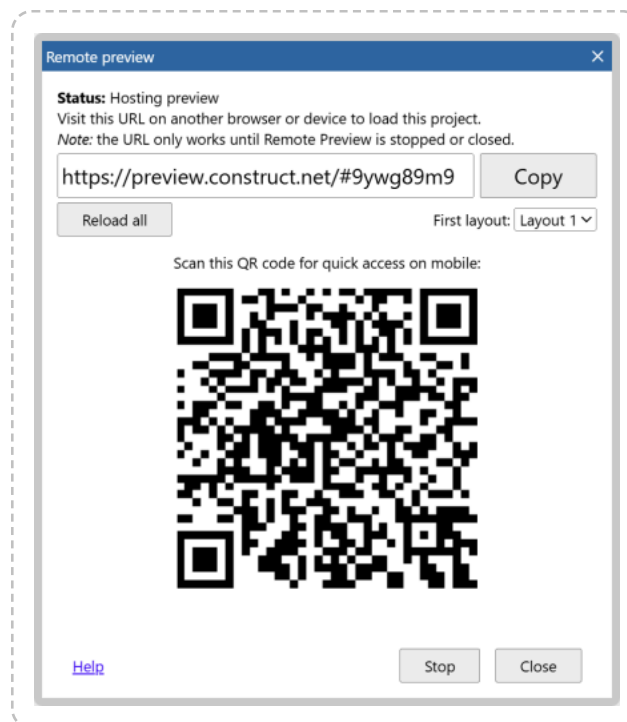 Remote preview
Status: Hosting preview
Visit this URL on another browser or device to load this project.
Note: the URL only works until Remote Preview is stopped or closed.
https://preview.construct.net/#9ywg89m9 Copy
Reload all First layout: Layout 1
Scan this QR code for quick access on mobile:
Help Stop Close